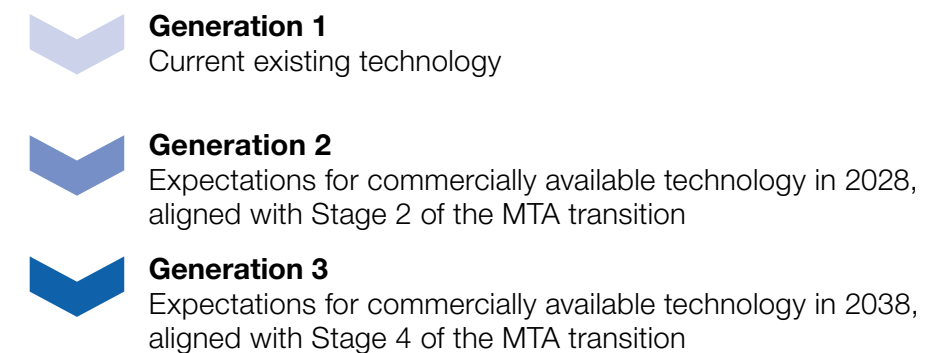 Generation 1
Current existing technology
Generation 2
Expectations for commercially available technology in 2028,
aligned with Stage 2 of the MTA transition
Generation 3
Expectations for commercially available technology in 2038,
aligned with Stage 4 of the MTA transition